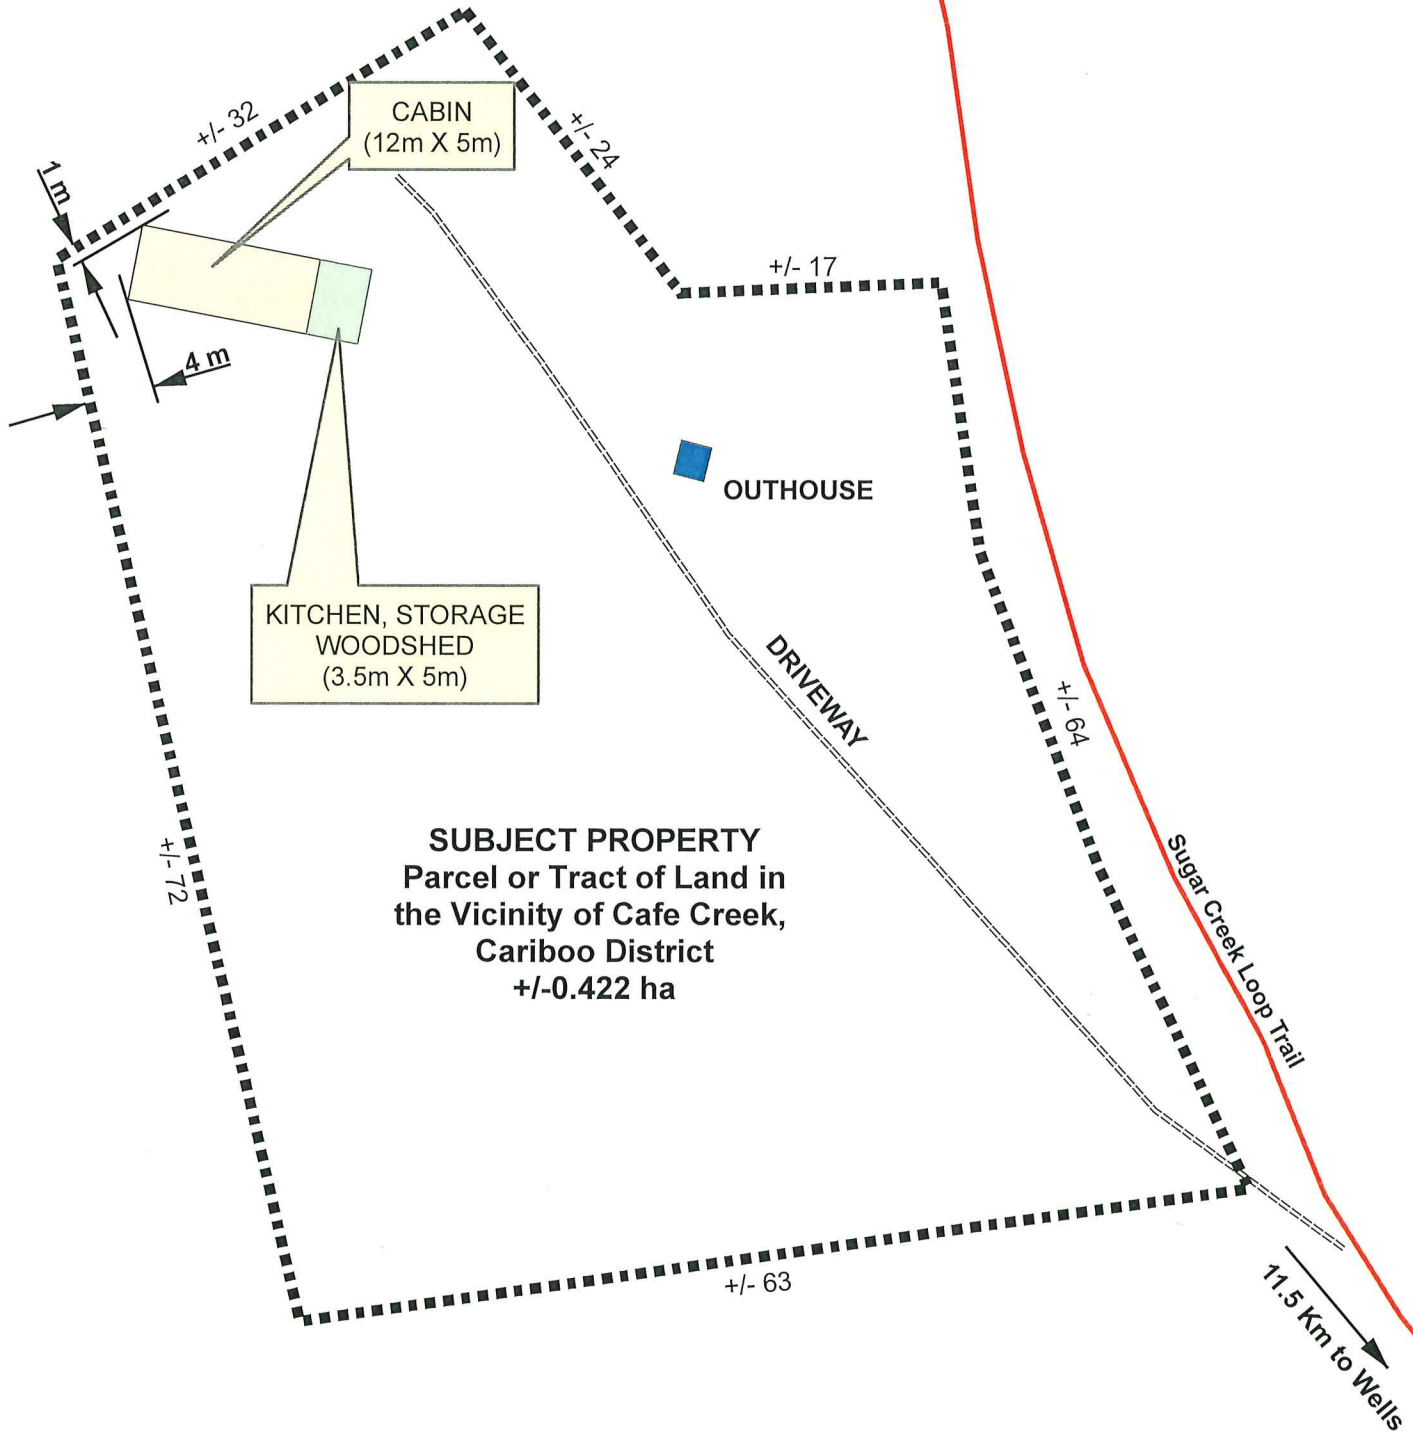 CABIN
(12m X 5m)
+/- 32
+/- 24
1 m
+/- 17
4 m
OUTHOUSE
KITCHEN, STORAGE
WOODSHED
(3.5m X 5m)
DRIVEWAY
+/- 64
+/- 72
SUBJECT PROPERTY
Parcel or Tract of Land in
the Vicinity of Cafe Creek,
Cariboo District
+/-0.422 ha
Sugar Creek Loop Trail
+/- 63
11.5 Km to Wells